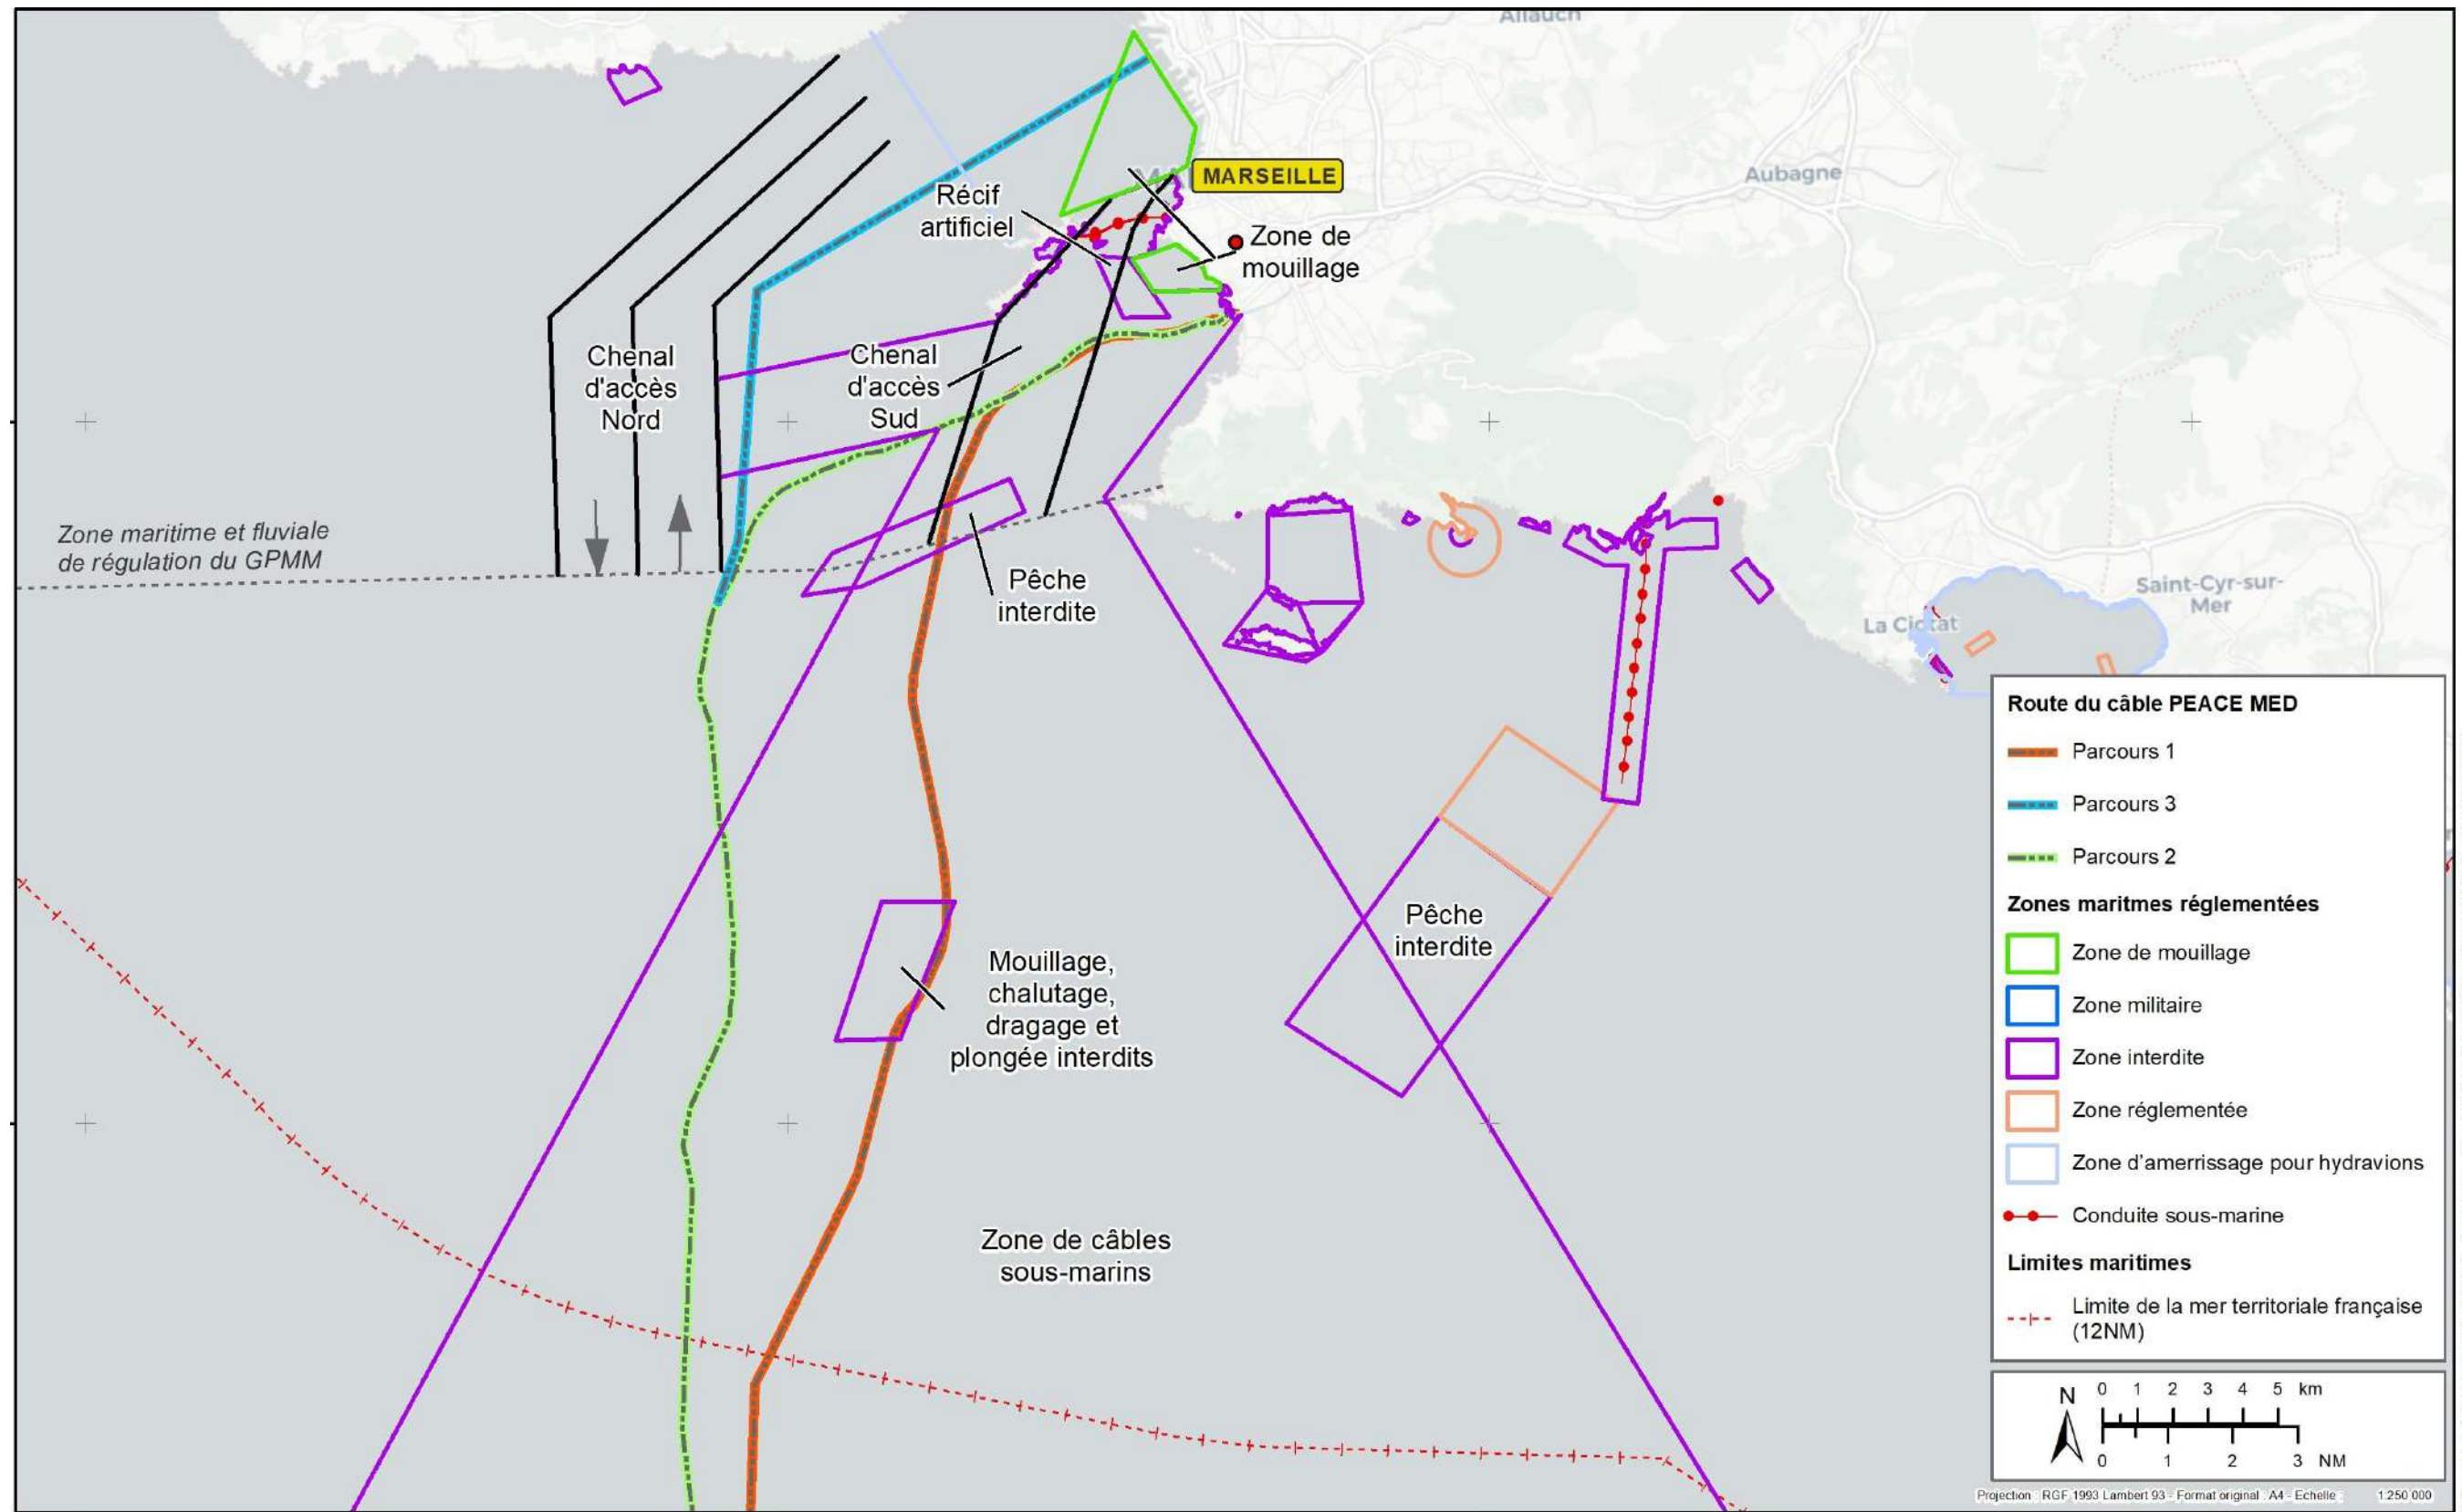 Allauch
MARSEILLE
Aubagne
Récif
artificiel
Zone de
mouillage
Chenal
d'accès
Nord
Chenal
d'accès
Sud
Zone maritime et fluviale
de régulation du GPMM
Pêche
interdite
Saint-Cyr-sur-
Mer
La Ciotat
Pêche
interdite
Mouillage,
chalutage,
dragage et
plongée interdits
Zone de câbles
sous-marins
Route du câble PEACE MED
Parcours 1
Parcours 3
Parcours 2
Zones maritmes réglementées
Zone de mouillage
Zone militaire
Zone interdite
Zone réglementée
Zone d'amerrissage pour hydravions
Conduite sous-marine
Limites maritimes
Limite de la mer territoriale française
(12NM)
N
0 1 2 3 4 5 km
0 1 2 3 NM
Projection : RGF 1993 Lambert 93 - Format original : A4 - Echelle : 1:250 000